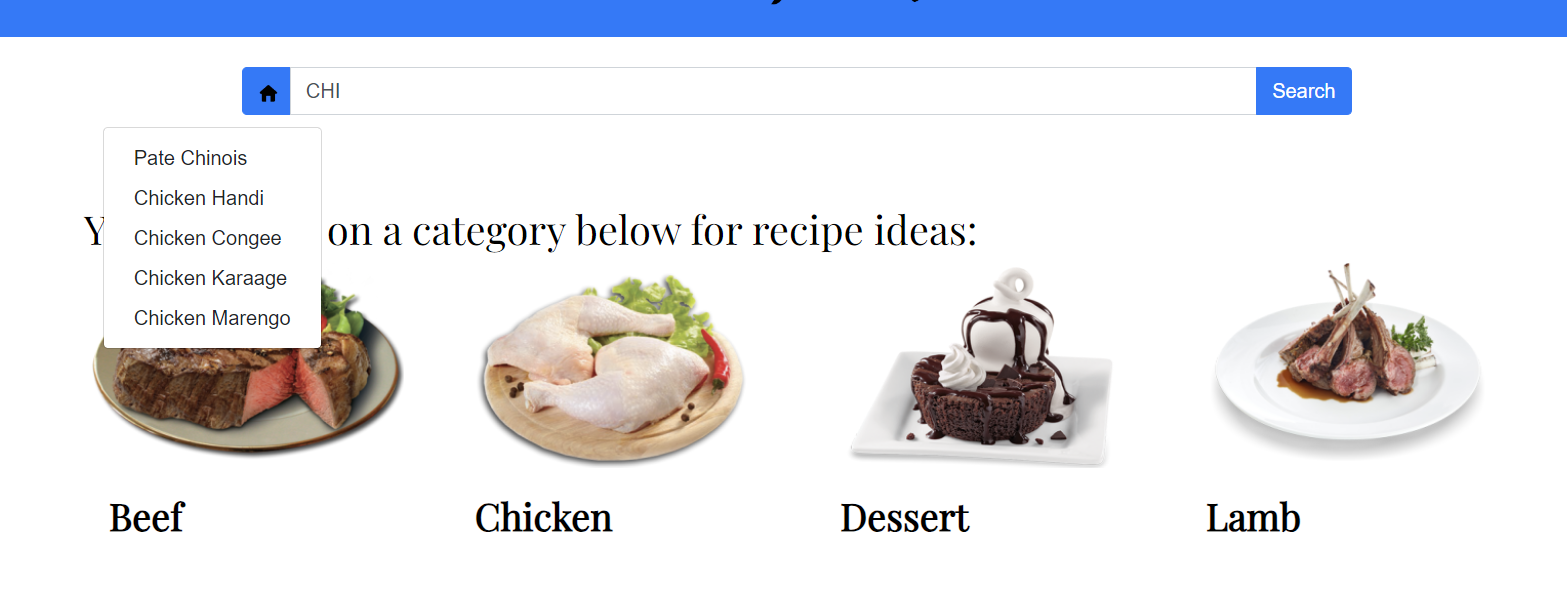 CHI
Search
Pate Chinois
Chicken Handi
Chicken Congee
Chicken Karaage
Chicken Marengo
on a category below for recipe ideas:
Beef
Chicken
Dessert
Lamb